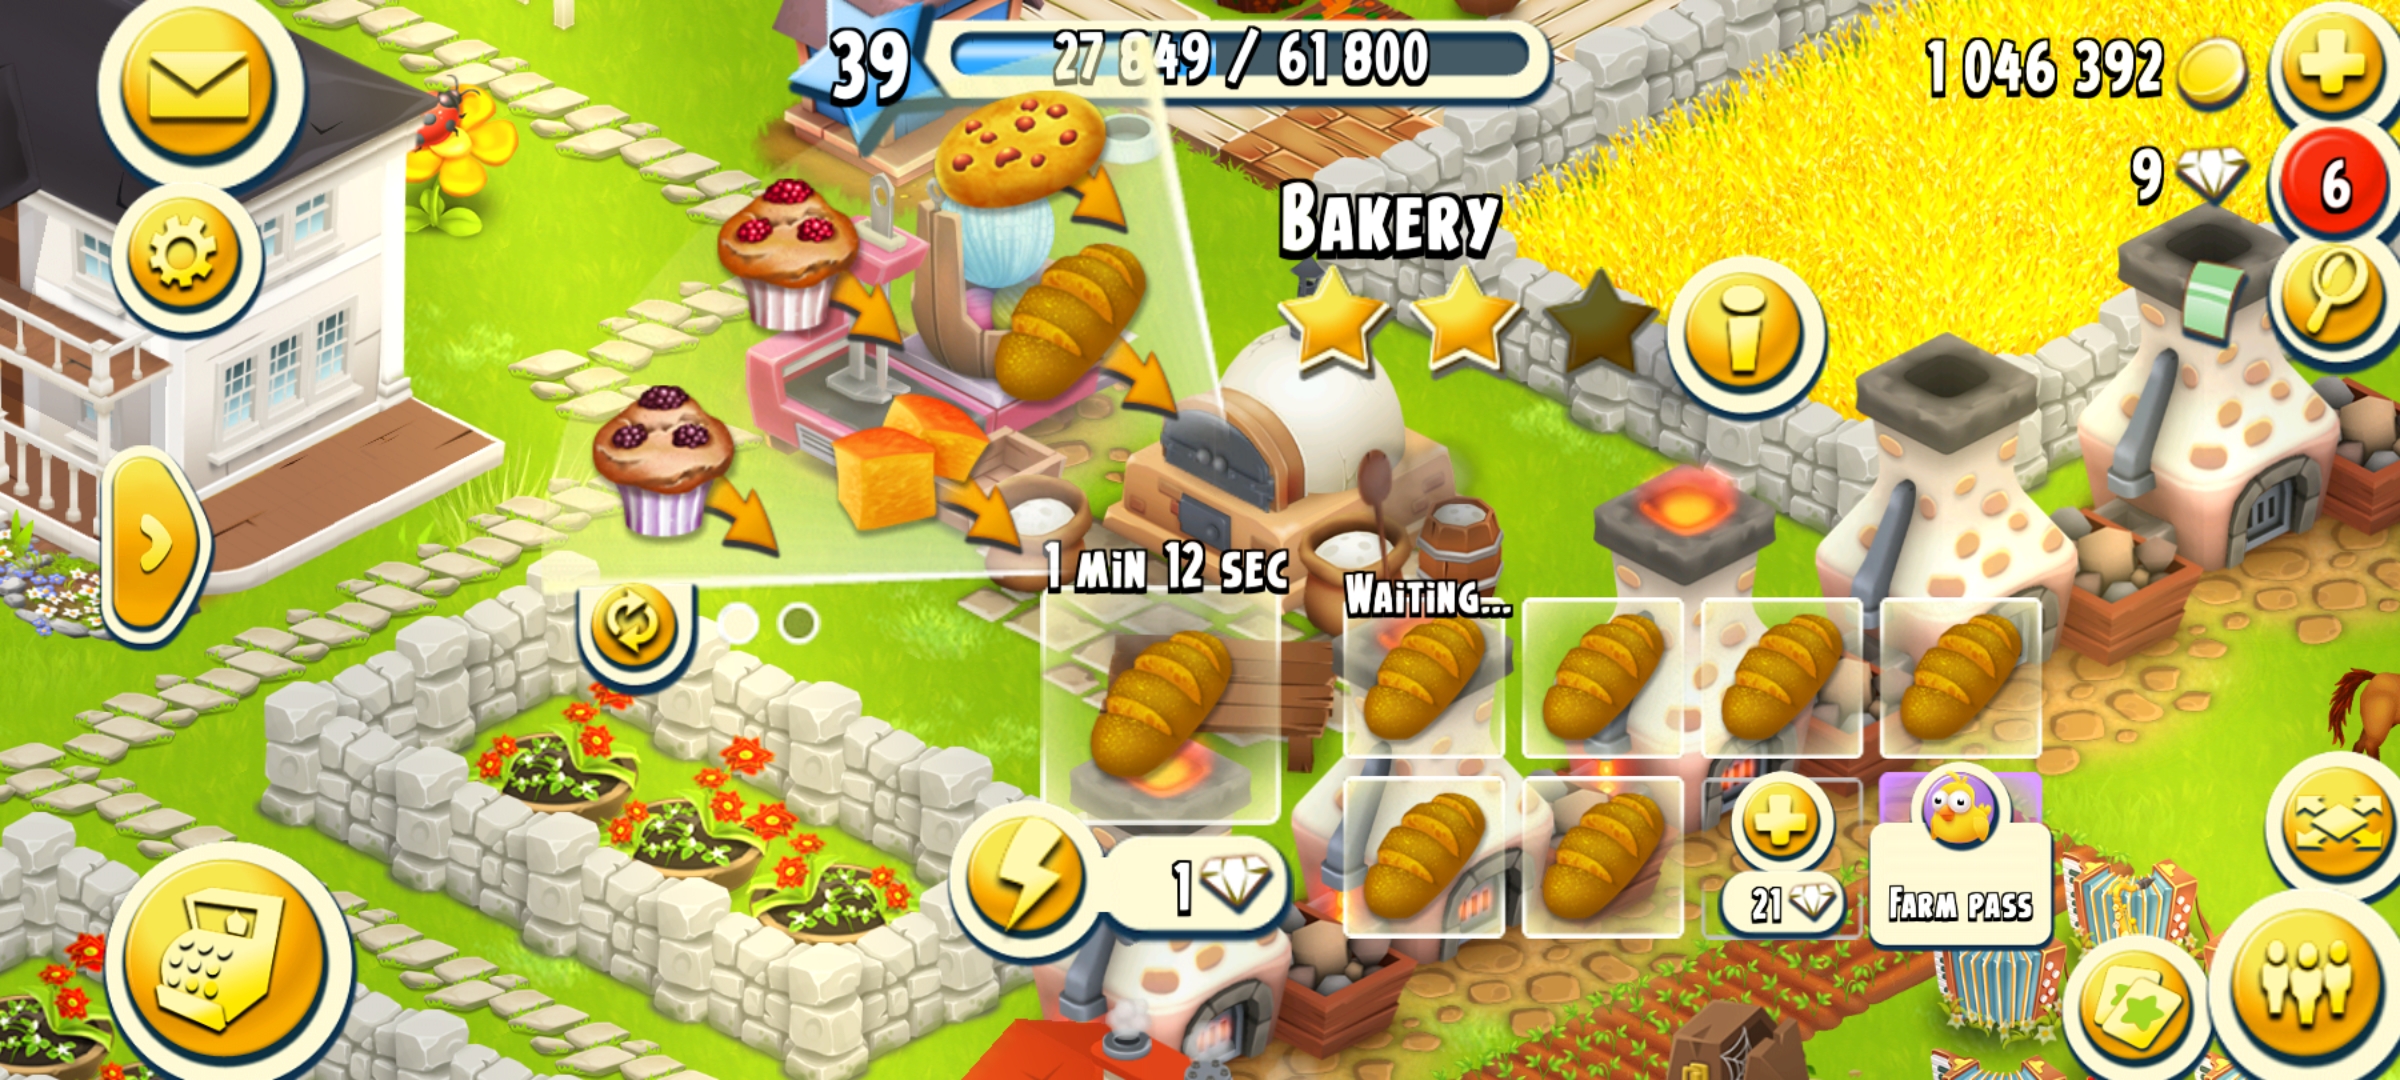 39
27 849 / 61 800
1 046 392
9
6
BAKERY
1 MIN 12 SEC
WAITING...
1
21
FARM PASS